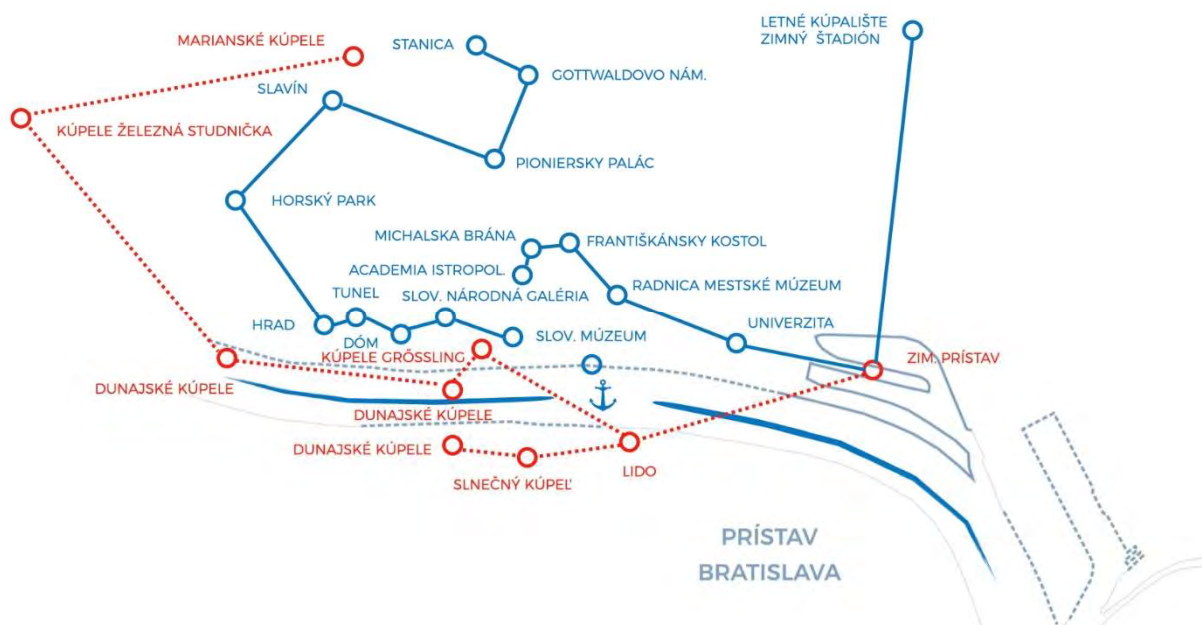 MARIANSKÉ KÚPELE
STANICA
LETNÉ KÚPALIŠTE
ZIMNÝ ŠTADIÓN
GOTTWALDOVO NÁM.
SLAVÍN
KÚPELE ŽELEZNÁ STUDNIČKA
PIONIERSKY PALÁC
HORSKÝ PARK
MICHALSKA BRÁNA
FRANTIŠKÁNSKY KOSTOL
ACADEMIA ISTROPOL.
RADNICA MESTSKÉ MÚZEUM
TUNEL
SLOV. NÁRODNÁ GALÉRIA
HRAD
DÓM
SLOV. MÚZEUM
UNIVERZITA
KÚPELE GRÖSSLING
ZIM. PRÍSTAV
DUNAJSKÉ KÚPELE
DUNAJSKÉ KÚPELE
DUNAJSKÉ KÚPELE
LIDO
SLNEČNÝ KÚPEĽ
PRÍSTAV
BRATISLAVA